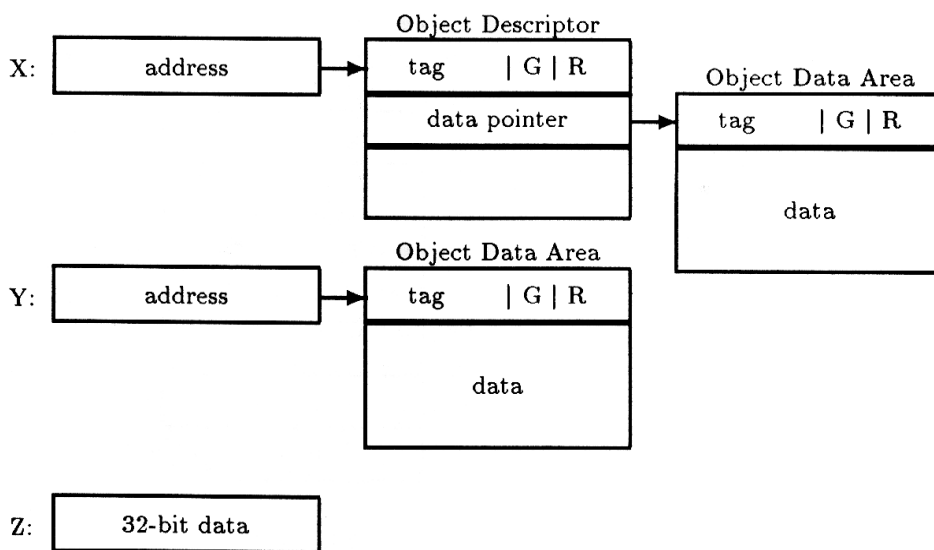 Object Descriptor
X: address tag | G | R
Object Data Area
data pointer tag | G | R
data
Object Data Area
Y: address tag | G | R
data
Z: 32-bit data